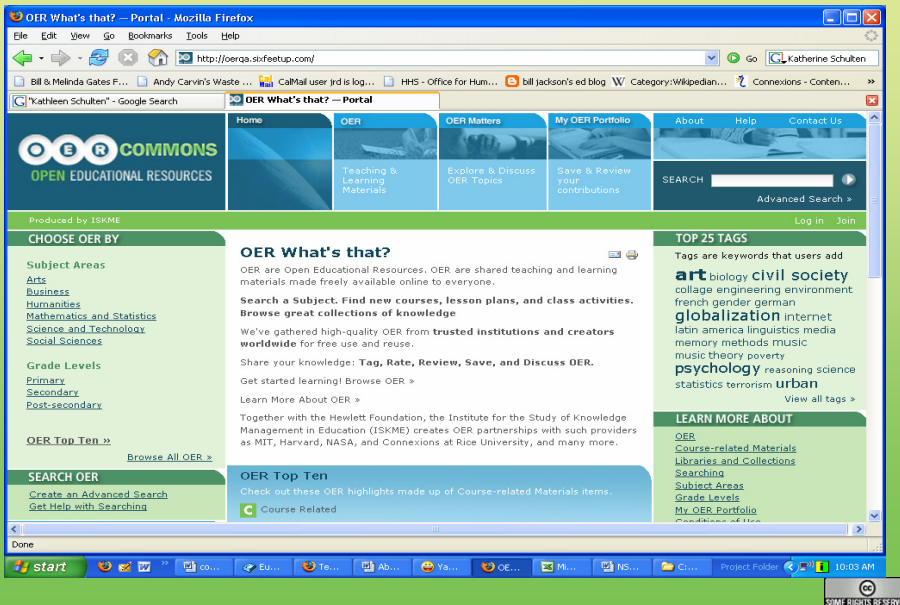 OER What's that? — Portal - Mozilla Firefox
File Edit View Go Bookmarks Tools Help
http://oerqa.sixfeetup.com/
Go
Katherine Schulten
Bill & Melinda Gates F...
Andy Carvin's Waste ...
CalMail user jrd is log...
HHS - Office for Hum...
bill jackson's ed blog
Category:Wikipedian...
Connexions - Conten...
»
"Kathleen Schulten" - Google Search
OER What's that? — Portal
OER COMMONS
OPEN EDUCATIONAL RESOURCES
Home
OER
Teaching &
Learning
Materials
OER Matters
Explore & Discuss
OER Topics
My OER Portfolio
Save & Review
your
contributions
About Help Contact Us
SEARCH
Advanced Search »
Produced by ISKME
Log in Join
CHOOSE OER BY
Subject Areas
Arts
Business
Humanities
Mathematics and Statistics
Science and Technology
Social Sciences
Grade Levels
Primary
Secondary
Post-secondary
OER Top Ten »
Browse All OER »
SEARCH OER
Create an Advanced Search
Get Help with Searching
OER What's that?
OER are Open Educational Resources. OER are shared teaching and learning
materials made freely available online to everyone.
Search a Subject. Find new courses, lesson plans, and class activities.
Browse great collections of knowledge
We've gathered high-quality OER from trusted institutions and creators
worldwide for free use and reuse.
Share your knowledge: Tag, Rate, Review, Save, and Discuss OER.
Get started learning! Browse OER »
Learn More About OER »
Together with the Hewlett Foundation, the Institute for the Study of Knowledge
Management in Education (ISKME) creates OER partnerships with such providers
as MIT, Harvard, NASA, and Connexions at Rice University, and many more.
OER Top Ten
Check out these OER highlights made up of Course-related Materials items.
C Course Related
TOP 25 TAGS
Tags are keywords that users add
art biology civil society
collage engineering environment
french gender german
globalization internet
latin america linguistics media
memory methods music
music theory poverty
psychology reasoning science
statistics terrorism urban
View all tags »
LEARN MORE ABOUT
OER
Course-related Materials
Libraries and Collections
Searching
Subject Areas
Grade Levels
My OER Portfolio
Conditions of Use
Done
start
»
co...
Eu...
Te...
Ab...
Ya...
OE...
Mi...
NS...
C:...
Project Folder
10:03 AM
cc
SOME RIGHTS RESERV